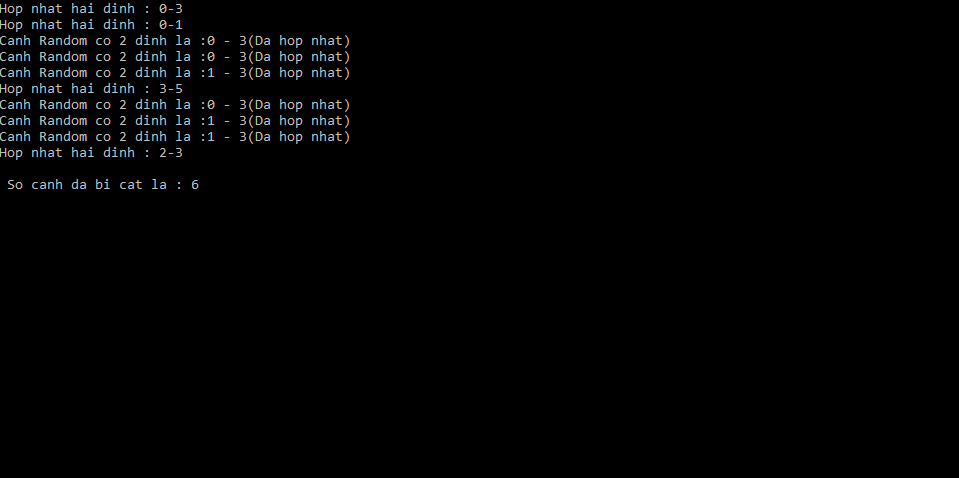 Hop nhat hai dinh : 0-3
Hop nhat hai dinh : 0-1
Canh Random co 2 dinh la :0 - 3(Da hop nhat)
Canh Random co 2 dinh la :0 - 3(Da hop nhat)
Canh Random co 2 dinh la :1 - 3(Da hop nhat)
Hop nhat hai dinh : 3-5
Canh Random co 2 dinh la :0 - 3(Da hop nhat)
Canh Random co 2 dinh la :1 - 3(Da hop nhat)
Canh Random co 2 dinh la :1 - 3(Da hop nhat)
Hop nhat hai dinh : 2-3
So canh da bi cat la : 6